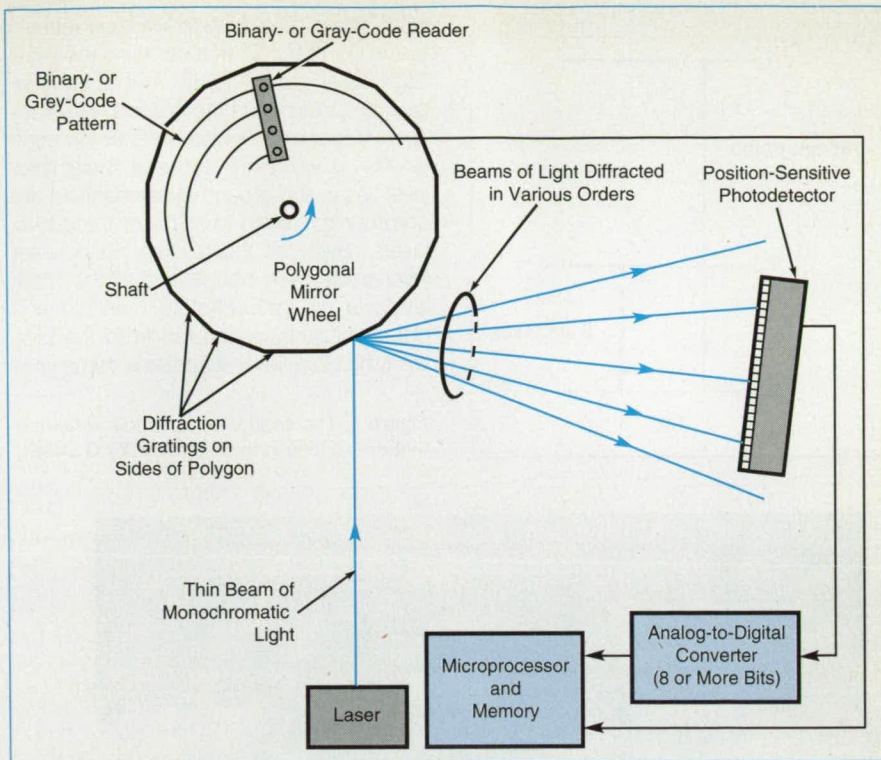 Binary- or Gray-Code Reader
Binary- or
Grey-Code
Pattern
Beams of Light Diffracted
in Various Orders
Position-Sensitive
Photodetector
Shaft
Polygonal
Mirror
Wheel
Diffraction
Gratings on
Sides of Polygon
Thin Beam of
Monochromatic
Light
Laser
Microprocessor
and
Memory
Analog-to-Digital
Converter
(8 or More Bits)